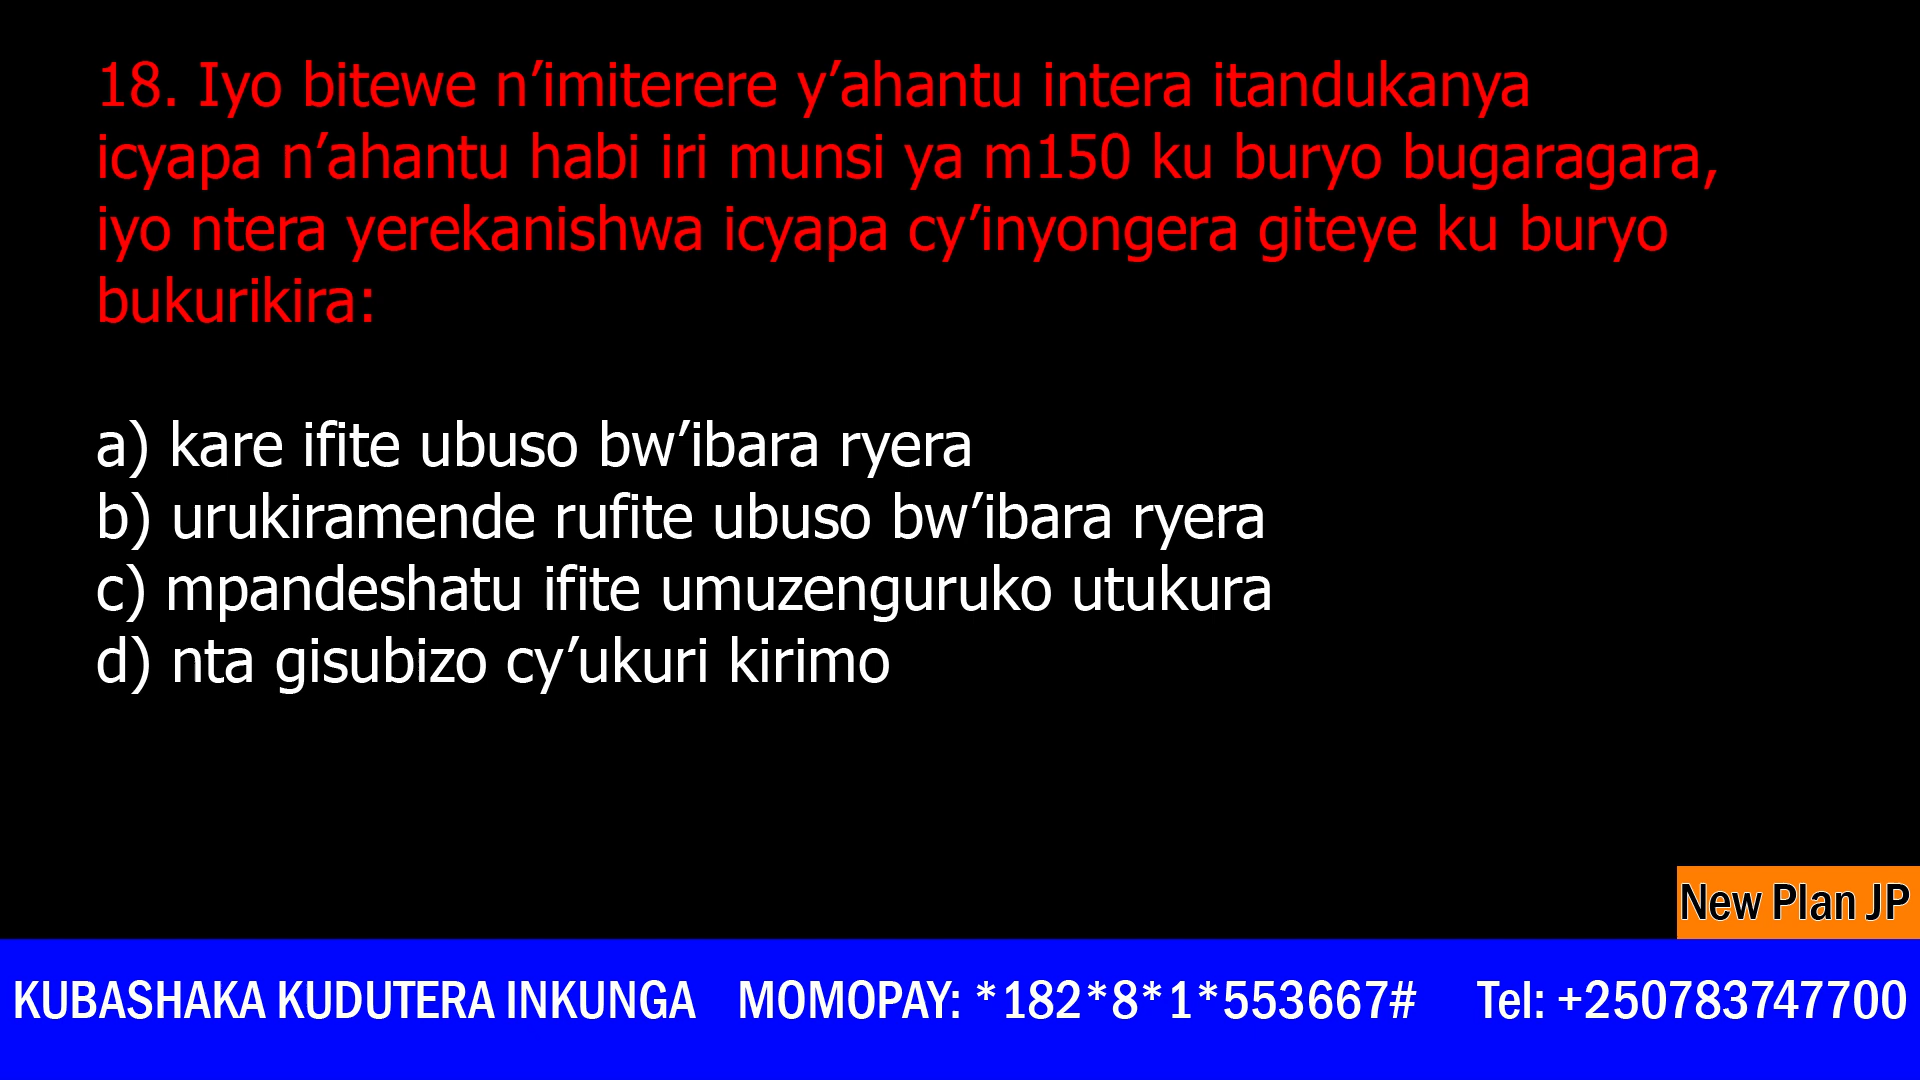 18. Iyo bitewe n’imiterere y’ahantu intera itandukanya
icyapa n’ahantu habi iri munsi ya m150 ku buryo bugaragara,
iyo ntera yerekanishwa icyapa cy’inyongera giteye ku buryo
bukurikira:
a) kare ifite ubuso bw’ibara ryera
b) urukiramende rufite ubuso bw’ibara ryera
c) mpandeshatu ifite umuzenguruko utukura
d) nta gisubizo cy’ukuri kirimo
New Plan JP
KUBASHAKA KUDUTERA INKUNGA MOMOPAY: *182*8*1*553667# Tel: +250783747700